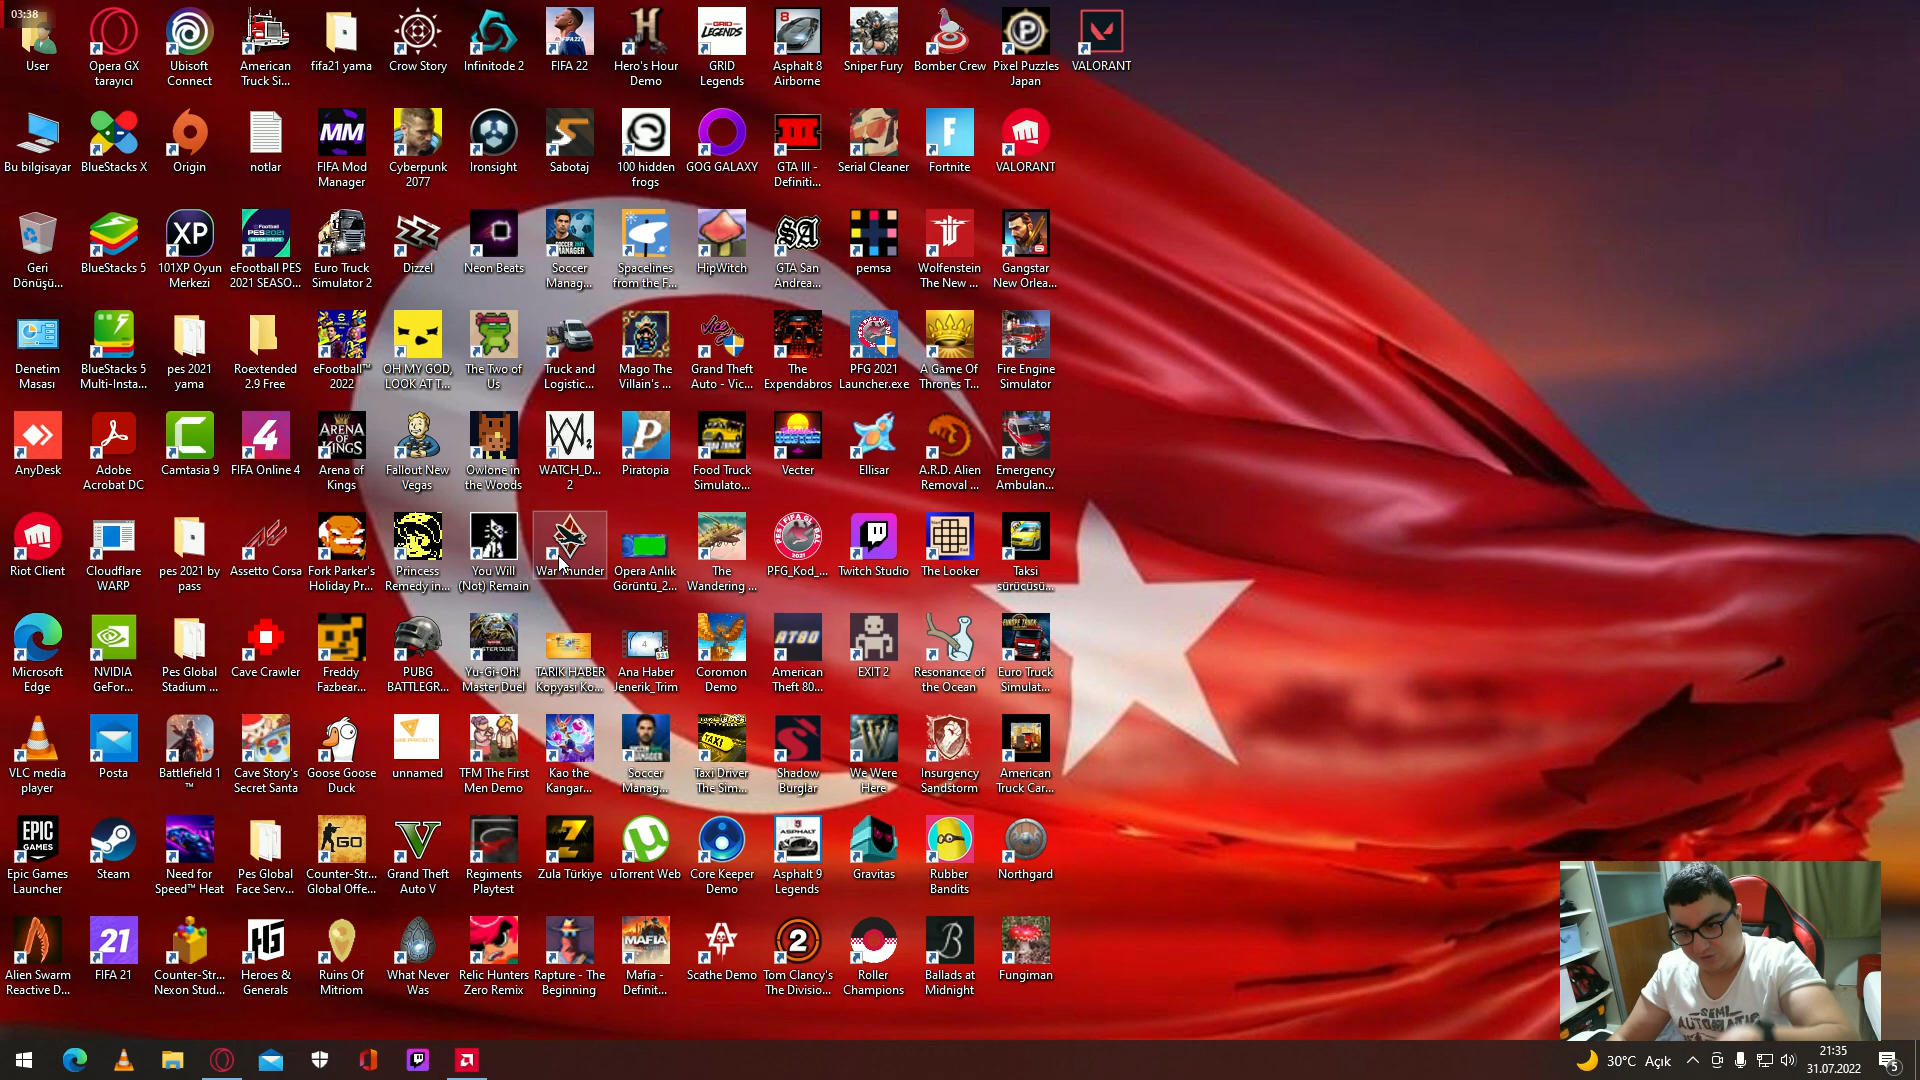 03:38
User
Opera GX
tarayıcı
Ubisoft
Connect
American
Truck Si...
fifa21 yama
Crow Story
Infinitode 2
FIFA 22
Hero's Hour
Demo
GRID
Legends
Asphalt 8
Airborne
Sniper Fury
Bomber Crew
Pixel Puzzles
Japan
VALORANT
Bu bilgisayar
BlueStacks X
Origin
notlar
FIFA Mod
Manager
Cyberpunk
2077
Ironsight
Sabotaj
100 hidden
frogs
GOG GALAXY
GTA III -
Definiti...
Serial Cleaner
Fortnite
VALORANT
Geri
Dönüşü...
BlueStacks 5
101XP Oyun
Merkezi
eFootball PES
2021 SEASO...
Euro Truck
Simulator 2
Dizzel
Neon Beats
Soccer
Manag...
Spacelines
from the F...
HipWitch
GTA San
Andrea...
pemsa
Wolfenstein
The New ...
Gangstar
New Orlea...
Denetim
Masası
BlueStacks 5
Multi-Insta...
pes 2021
yama
Roextended
2.9 Free
eFootball™
2022
OH MY GOD,
LOOK AT T...
The Two of
Us
Truck and
Logistic...
Mago The
Villain's ...
Grand Theft
Auto - Vic...
The
Expendabros
PFG 2021
Launcher.exe
A Game Of
Thrones T...
Fire Engine
Simulator
AnyDesk
Adobe
Acrobat DC
Camtasia 9
FIFA Online 4
Arena of
Kings
Fallout New
Vegas
Owlone in
the Woods
WATCH_D...
2
Piratopia
Food Truck
Simulato...
Vecter
Ellisar
A.R.D. Alien
Removal ...
Emergency
Ambulan...
Riot Client
Cloudflare
WARP
pes 2021 by
pass
Assetto Corsa
Fork Parker's
Holiday Pr...
Princess
Remedy in...
You Will
(Not) Remain
War Thunder
Opera Anlık
Görüntü_2...
The
Wandering ...
PFG_Kod_...
Twitch Studio
The Looker
Taksi
sürücüsü...
Microsoft
Edge
NVIDIA
GeFor...
Pes Global
Stadium ...
Cave Crawler
Freddy
Fazbear...
PUBG
BATTLEGR...
Yu-Gi-Oh!
Master Duel
TARIK HABER
Kopyası Ko...
Ana Haber
Jenerik_Trim
Coromon
Demo
American
Theft 80...
EXIT 2
Resonance of
the Ocean
Euro Truck
Simulat...
VLC media
player
Posta
Battlefield 1
™
Cave Story's
Secret Santa
Goose Goose
Duck
unnamed
TFM The First
Men Demo
Kao the
Kangar...
Soccer
Manag...
Taxi Driver
The Sim...
Shadow
Burglar
We Were
Here
Insurgency
Sandstorm
American
Truck Car...
Epic Games
Launcher
Steam
Need for
Speed™ Heat
Pes Global
Face Serv...
Counter-Str...
Global Offe...
Grand Theft
Auto V
Regiments
Playtest
Zula Türkiye
uTorrent Web
Core Keeper
Demo
Asphalt 9
Legends
Gravitas
Rubber
Bandits
Northgard
Alien Swarm
Reactive D...
FIFA 21
Counter-Str...
Nexon Stud...
Heroes &
Generals
Ruins Of
Mitriom
What Never
Was
Relic Hunters
Zero Remix
Rapture - The
Beginning
Mafia -
Definit...
Scathe Demo
Tom Clancy's
The Divisio...
Roller
Champions
Ballads at
Midnight
Fungiman
SEMI
AUTOMATIC
30°C Açık
21:35
31.07.2022
5